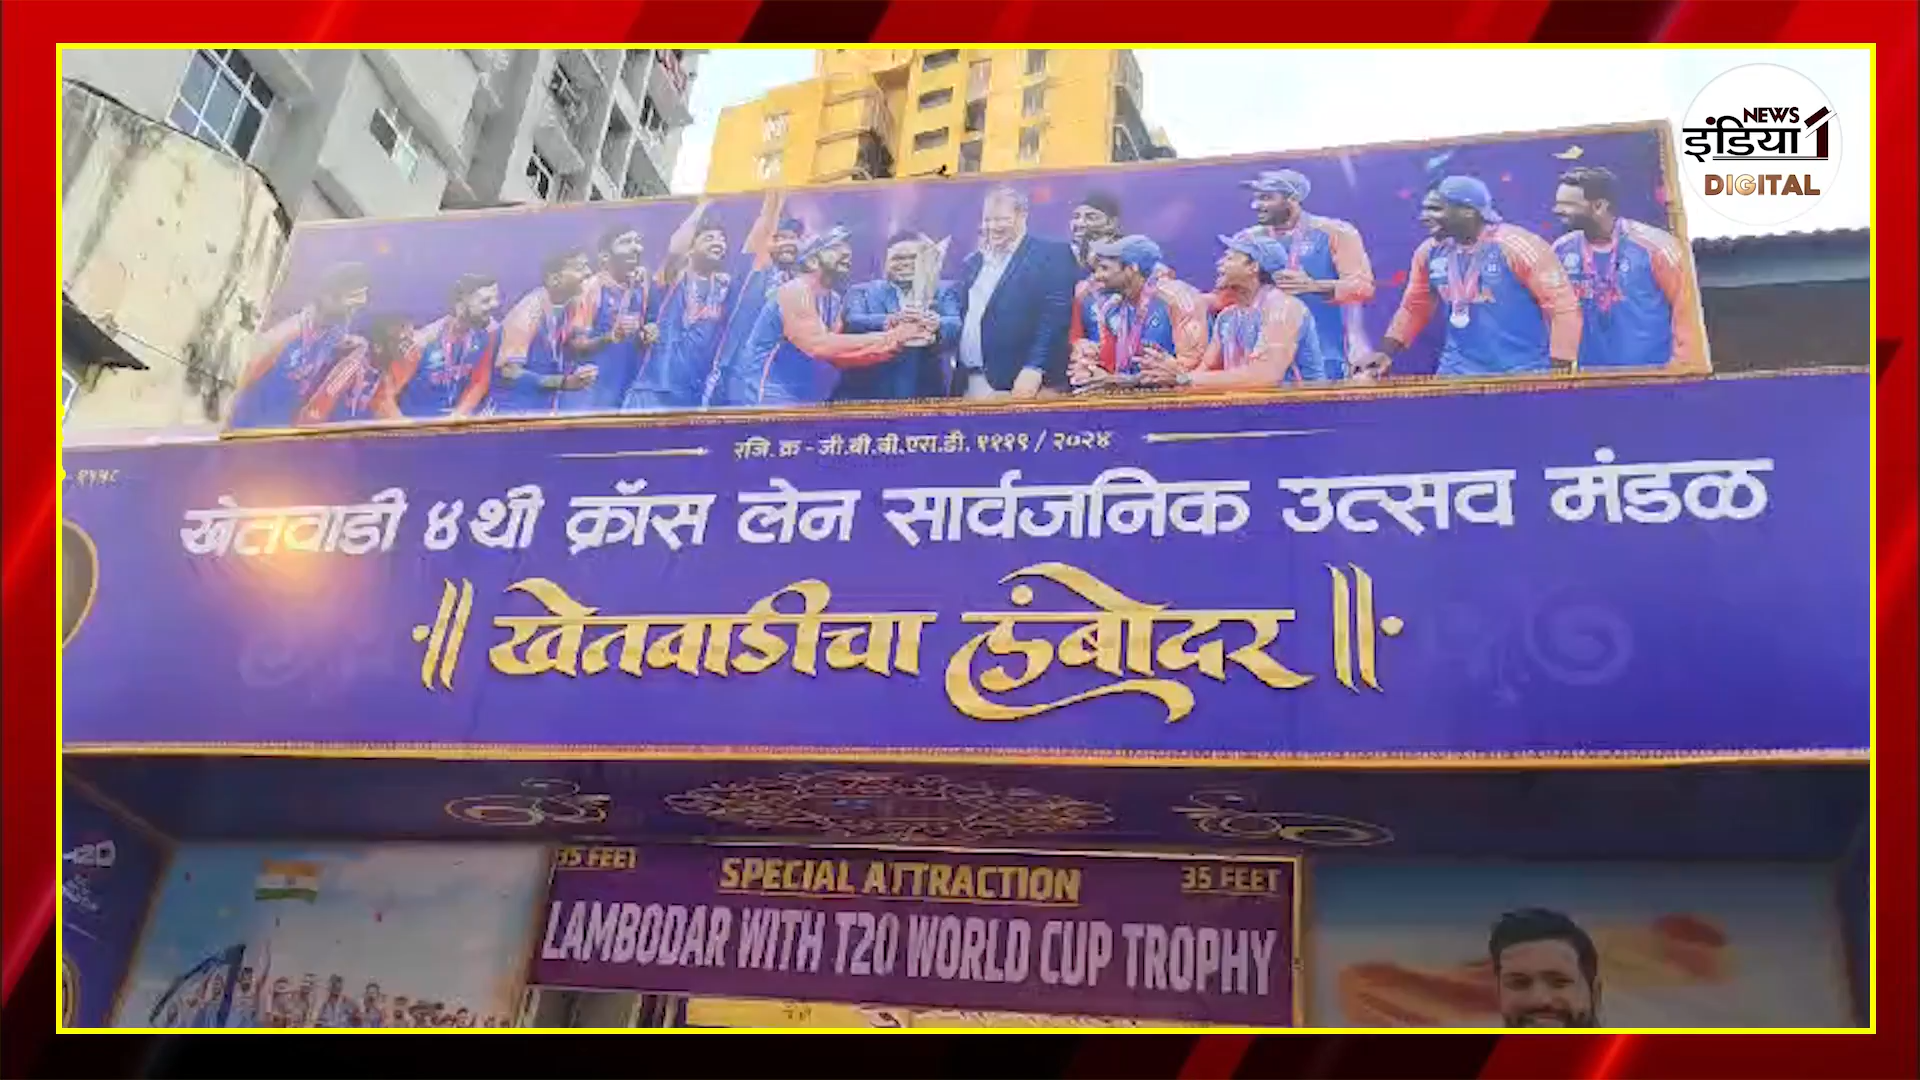 NEWS
इंडिया 1
DIGITAL
रजि. क्र - जी.बी.बी.एस.डी. १११९ / २०२४
खेतवाडी ४थी क्रॉस लेन सार्वजनिक उत्सव मंडळ
॥ खेतवाडीचा लंबोदर ॥
35 FEET SPECIAL ATTRACTION 35 FEET
LAMBODAR WITH T20 WORLD CUP TROPHY